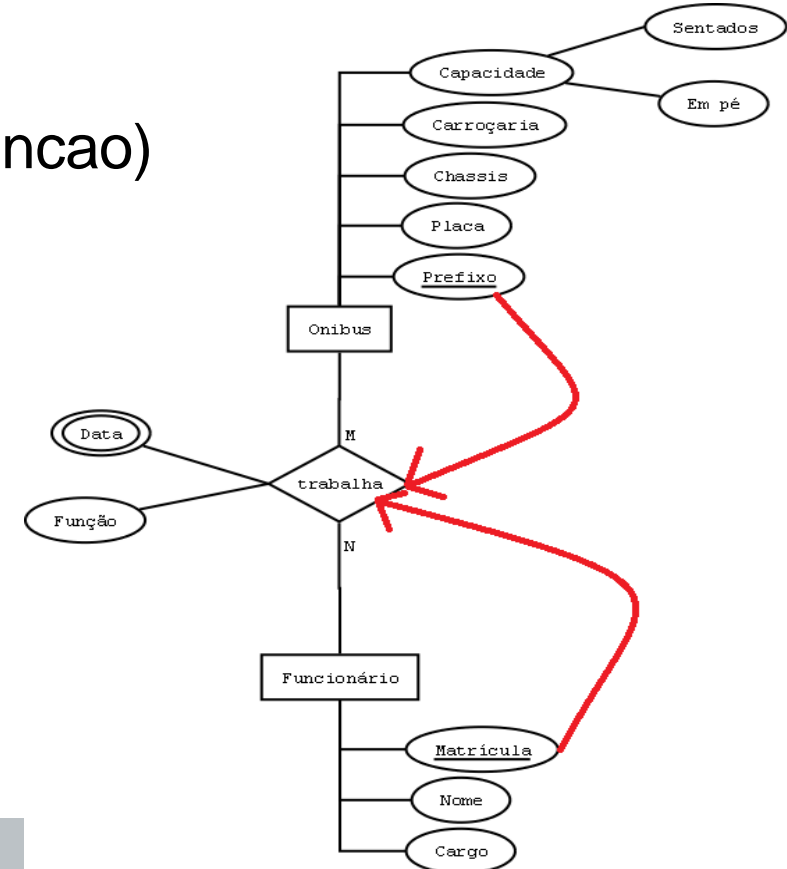 Sentados
Capacidade
Em pé
ncao)
Carroçaria
Chassis
Placa
Prefixo
Onibus
Data
M
trabalha
Função
N
Funcionário
Matrícula
Nome
Cargo